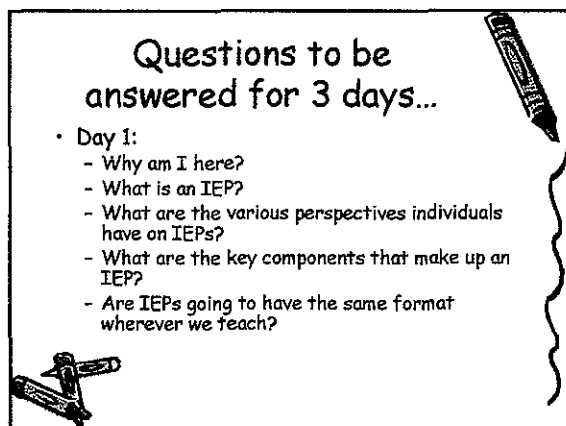 Questions to be
answered for 3 days...
• Day 1:
– Why am I here?
– What is an IEP?
– What are the various perspectives individuals
have on IEPs?
– What are the key components that make up an
IEP?
– Are IEPs going to have the same format
wherever we teach?